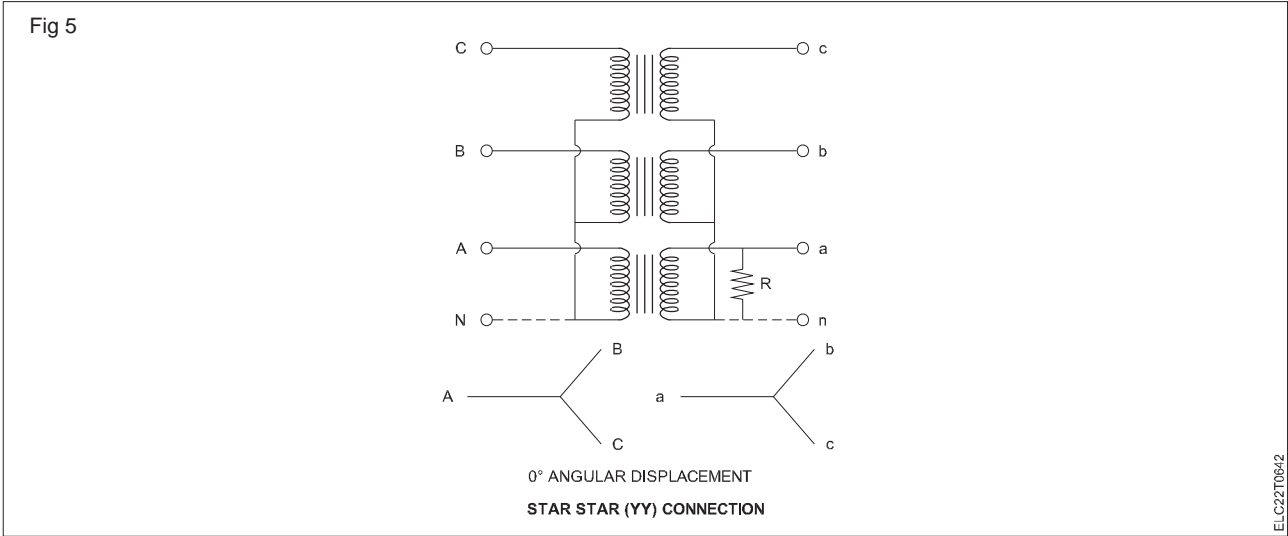 Fig 5
C c
B b
A a
R
N n
B b
A a
C c
0° ANGULAR DISPLACEMENT
STAR STAR (YY) CONNECTION
ELC22T0642